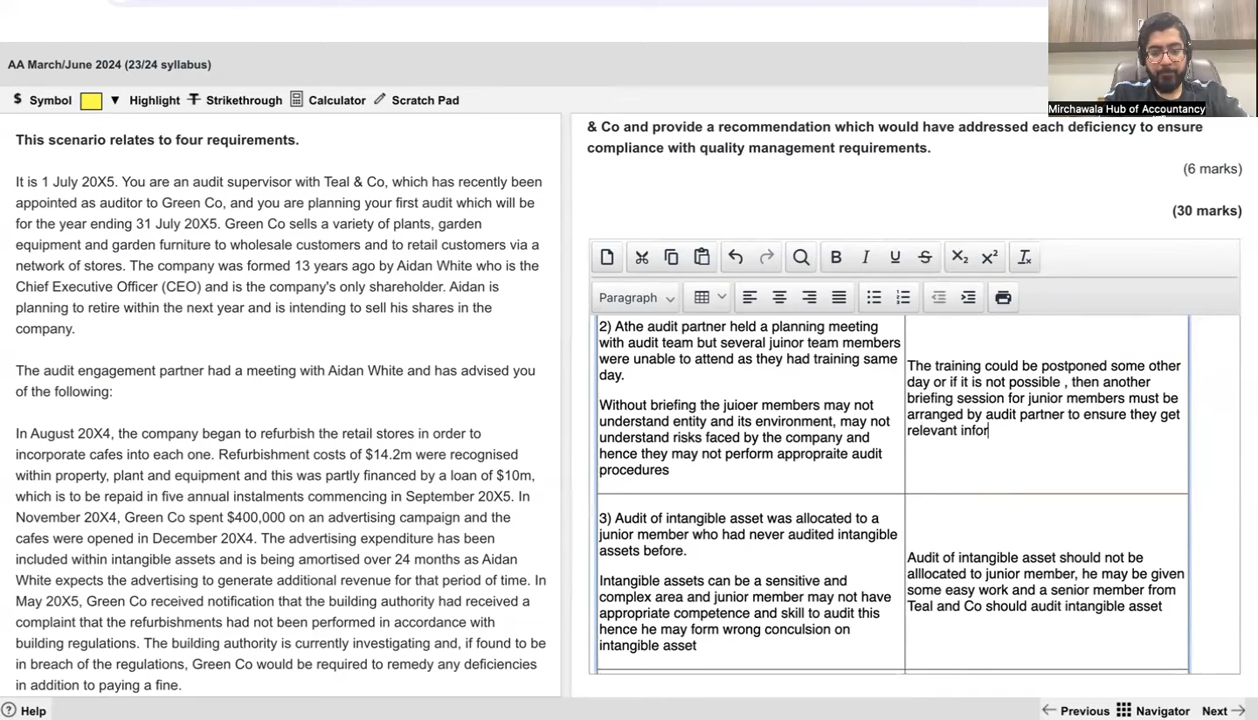 AA March/June 2024 (23/24 syllabus)
Mirchawala Hub of Accountancy
$ Symbol
Highlight
Strikethrough
Calculator
Scratch Pad
This scenario relates to four requirements.
It is 1 July 20X5. You are an audit supervisor with Teal & Co, which has recently been
appointed as auditor to Green Co, and you are planning your first audit which will be
for the year ending 31 July 20X5. Green Co sells a variety of plants, garden
equipment and garden furniture to wholesale customers and to retail customers via a
network of stores. The company was formed 13 years ago by Aidan White who is the
Chief Executive Officer (CEO) and is the company's only shareholder. Aidan is
planning to retire within the next year and is intending to sell his shares in the
company.
The audit engagement partner had a meeting with Aidan White and has advised you
of the following:
In August 20X4, the company began to refurbish the retail stores in order to
incorporate cafes into each one. Refurbishment costs of $14.2m were recognised
within property, plant and equipment and this was partly financed by a loan of $10m,
which is to be repaid in five annual instalments commencing in September 20X5. In
November 20X4, Green Co spent $400,000 on an advertising campaign and the
cafes were opened in December 20X4. The advertising expenditure has been
included within intangible assets and is being amortised over 24 months as Aidan
White expects the advertising to generate additional revenue for that period of time. In
May 20X5, Green Co received notification that the building authority had received a
complaint that the refurbishments had not been performed in accordance with
building regulations. The building authority is currently investigating and, if found to be
in breach of the regulations, Green Co would be required to remedy any deficiencies
in addition to paying a fine.
& Co and provide a recommendation which would have addressed each deficiency to ensure
compliance with quality management requirements.
(6 marks)
(30 marks)
B I U S X₂ X² Tx
Paragraph
2) Athe audit partner held a planning meeting
with audit team but several juinor team members
were unable to attend as they had training same
day.
Without briefing the juioer members may not
understand entity and its environment, may not
understand risks faced by the company and
hence they may not perform appropraite audit
procedures
The training could be postponed some other
day or if it is not possible , then another
briefing session for junior members must be
arranged by audit partner to ensure they get
relevant infor
3) Audit of intangible asset was allocated to a
junior member who had never audited intangible
assets before.
Intangible assets can be a sensitive and
complex area and junior member may not have
appropriate competence and skill to audit this
hence he may form wrong conculsion on
intangible asset
Audit of intangible asset should not be
alllocated to junior member, he may be given
some easy work and a senior member from
Teal and Co should audit intangible asset
? Help
Previous
Navigator
Next